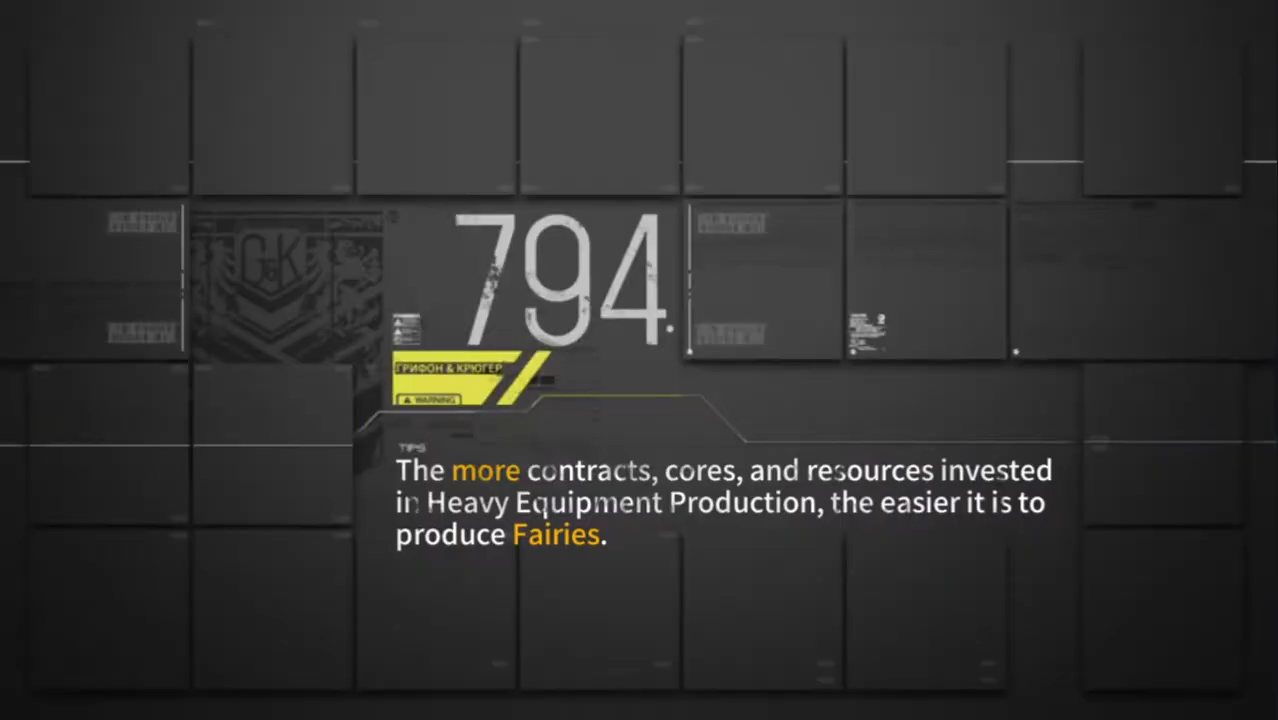 G&K
794.
ГРИФОН & КРЮГЕР
WARNING
TIPS
The more contracts, cores, and resources invested
in Heavy Equipment Production, the easier it is to
produce Fairies.